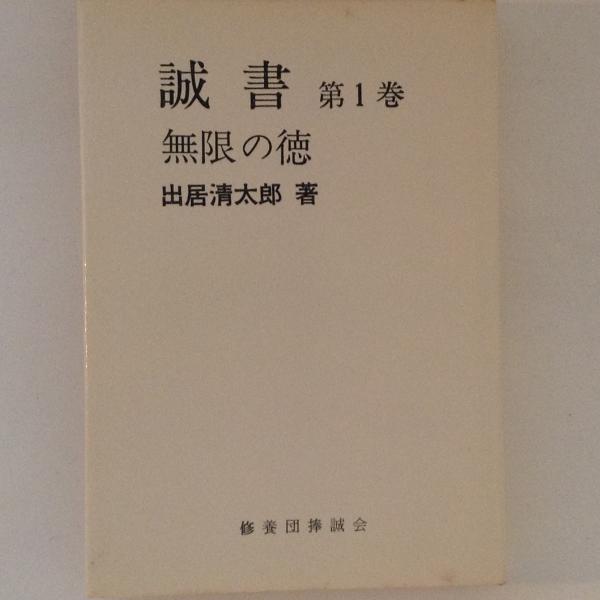 誠書 第1巻
無限の徳
出居清太郎 著
修養団捧誠会